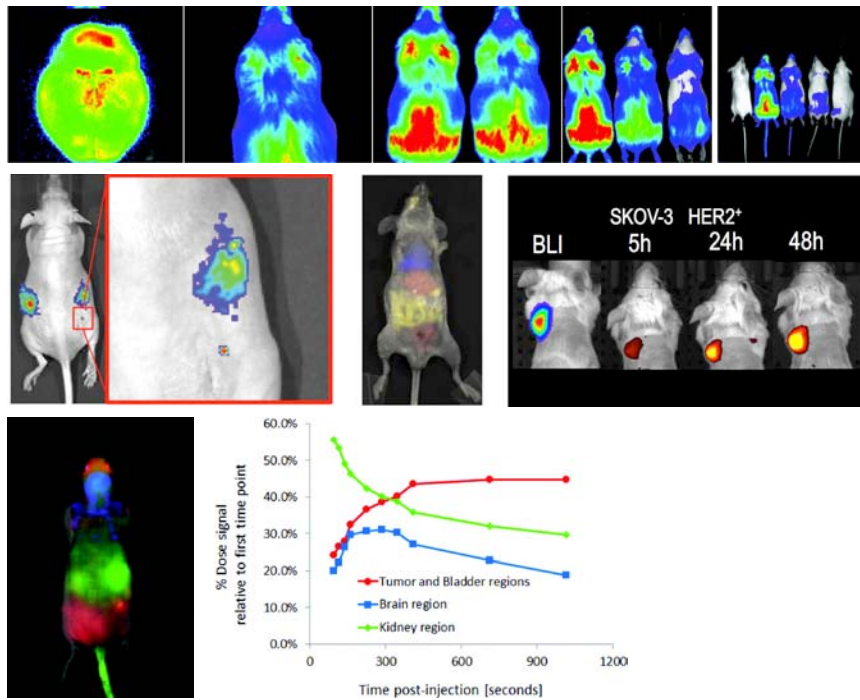 SKOV-3 HER2⁺
BLI 5h 24h 48h
60.0%
50.0%
40.0%
30.0%
20.0%
10.0%
0.0%
% Dose signal
relative to first time point
Tumor and Bladder regions
Brain region
Kidney region
0 300 600 900 1200
Time post-injection [seconds]